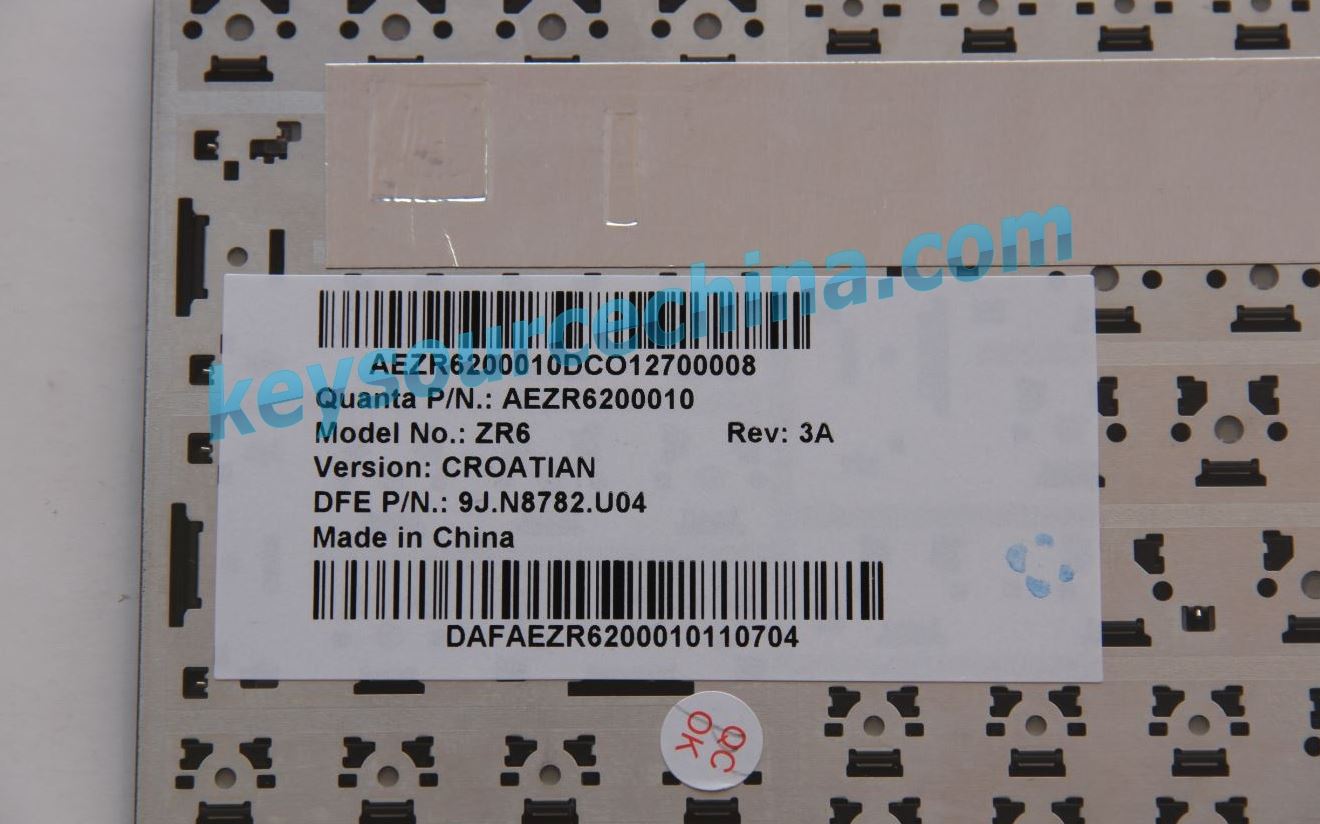 keysourcechina.com
AEZR6200010DCO12700008
Quanta P/N.: AEZR6200010
Model No.: ZR6 Rev: 3A
Version: CROATIAN
DFE P/N.: 9J.N8782.U04
Made in China
DAFAEZR6200010110704
QC
OK